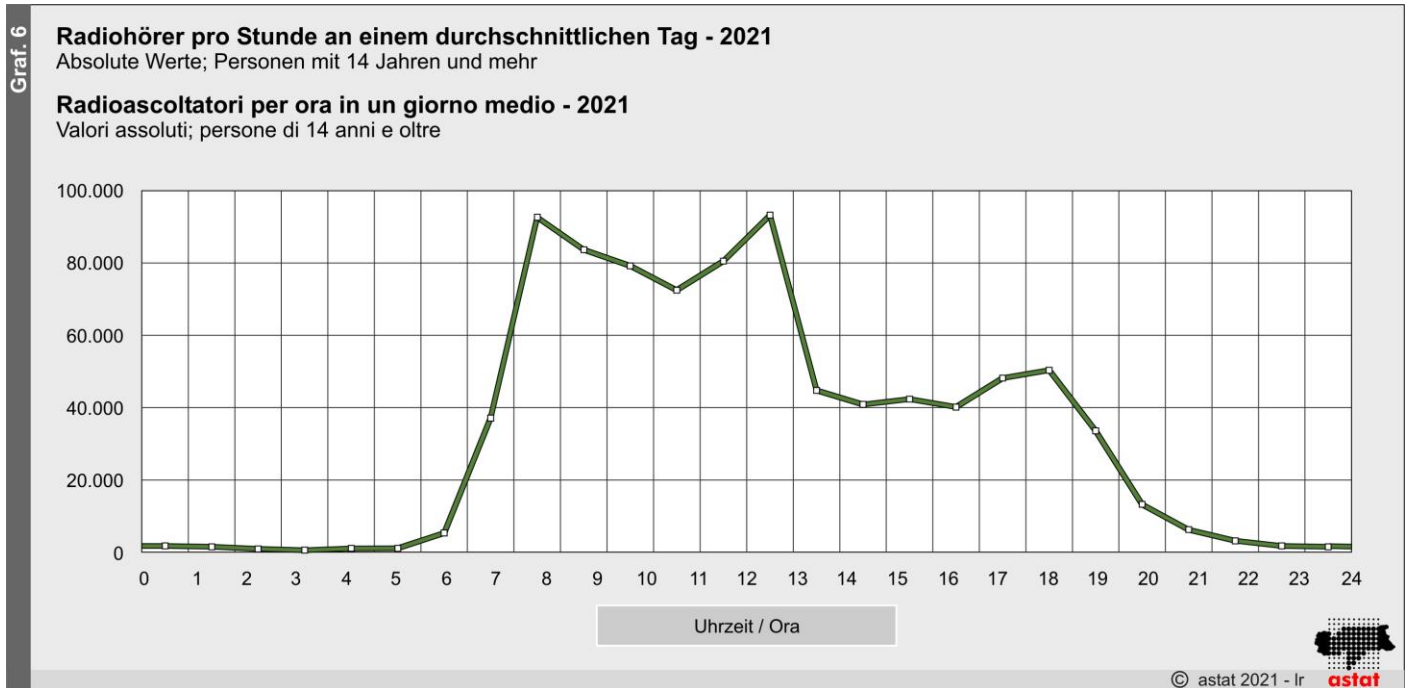 Graf. 6
Radiohörer pro Stunde an einem durchschnittlichen Tag - 2021
Absolute Werte; Personen mit 14 Jahren und mehr
Radioascoltatori per ora in un giorno medio - 2021
Valori assoluti; persone di 14 anni e oltre
100.000
80.000
60.000
40.000
20.000
0
0 1 2 3 4 5 6 7 8 9 10 11 12 13 14 15 16 17 18 19 20 21 22 23 24
Uhrzeit / Ora
© astat 2021 - lr
astat